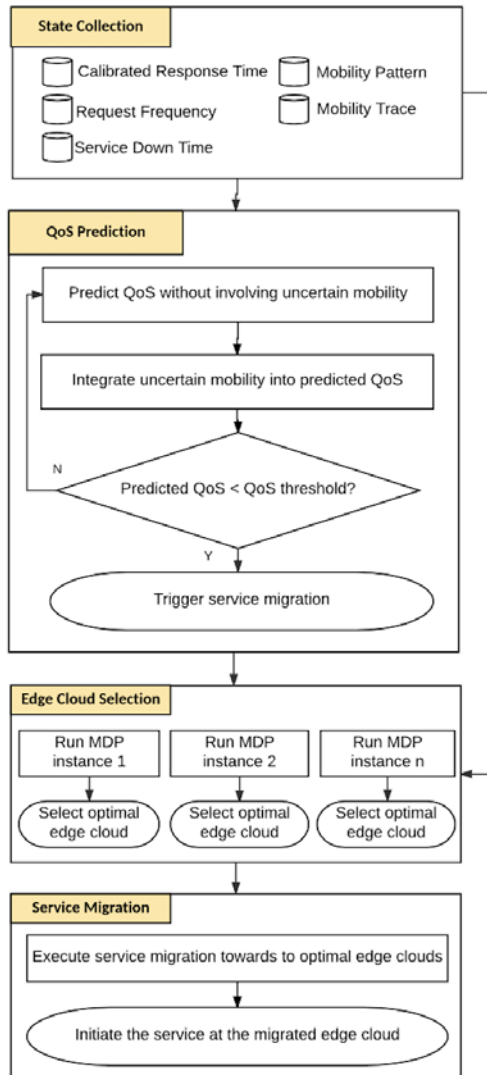 State Collection
Calibrated Response Time
Mobility Pattern
Request Frequency
Mobility Trace
Service Down Time
QoS Prediction
Predict QoS without involving uncertain mobility
Integrate uncertain mobility into predicted QoS
N
Predicted QoS < QoS threshold?
Y
Trigger service migration
Edge Cloud Selection
Run MDP
instance 1
Run MDP
instance 2
Run MDP
instance n
Select optimal
edge cloud
Select optimal
edge cloud
Select optimal
edge cloud
Service Migration
Execute service migration towards to optimal edge clouds
Initiate the service at the migrated edge cloud